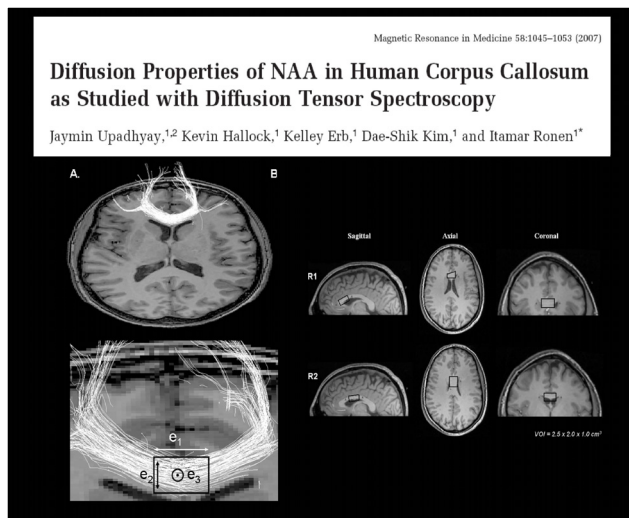 Magnetic Resonance in Medicine 58:1045–1053 (2007)
Diffusion Properties of NAA in Human Corpus Callosum
as Studied with Diffusion Tensor Spectroscopy
Jaymin Upadhyay,1,2 Kevin Hallock,1 Kelley Erb,1 Dae-Shik Kim,1 and Itamar Ronen1*
A. B
Sagittal Axial Coronal
R1
R2
e1
e2 e3
VOI = 2.5 x 2.0 x 1.0 cm3